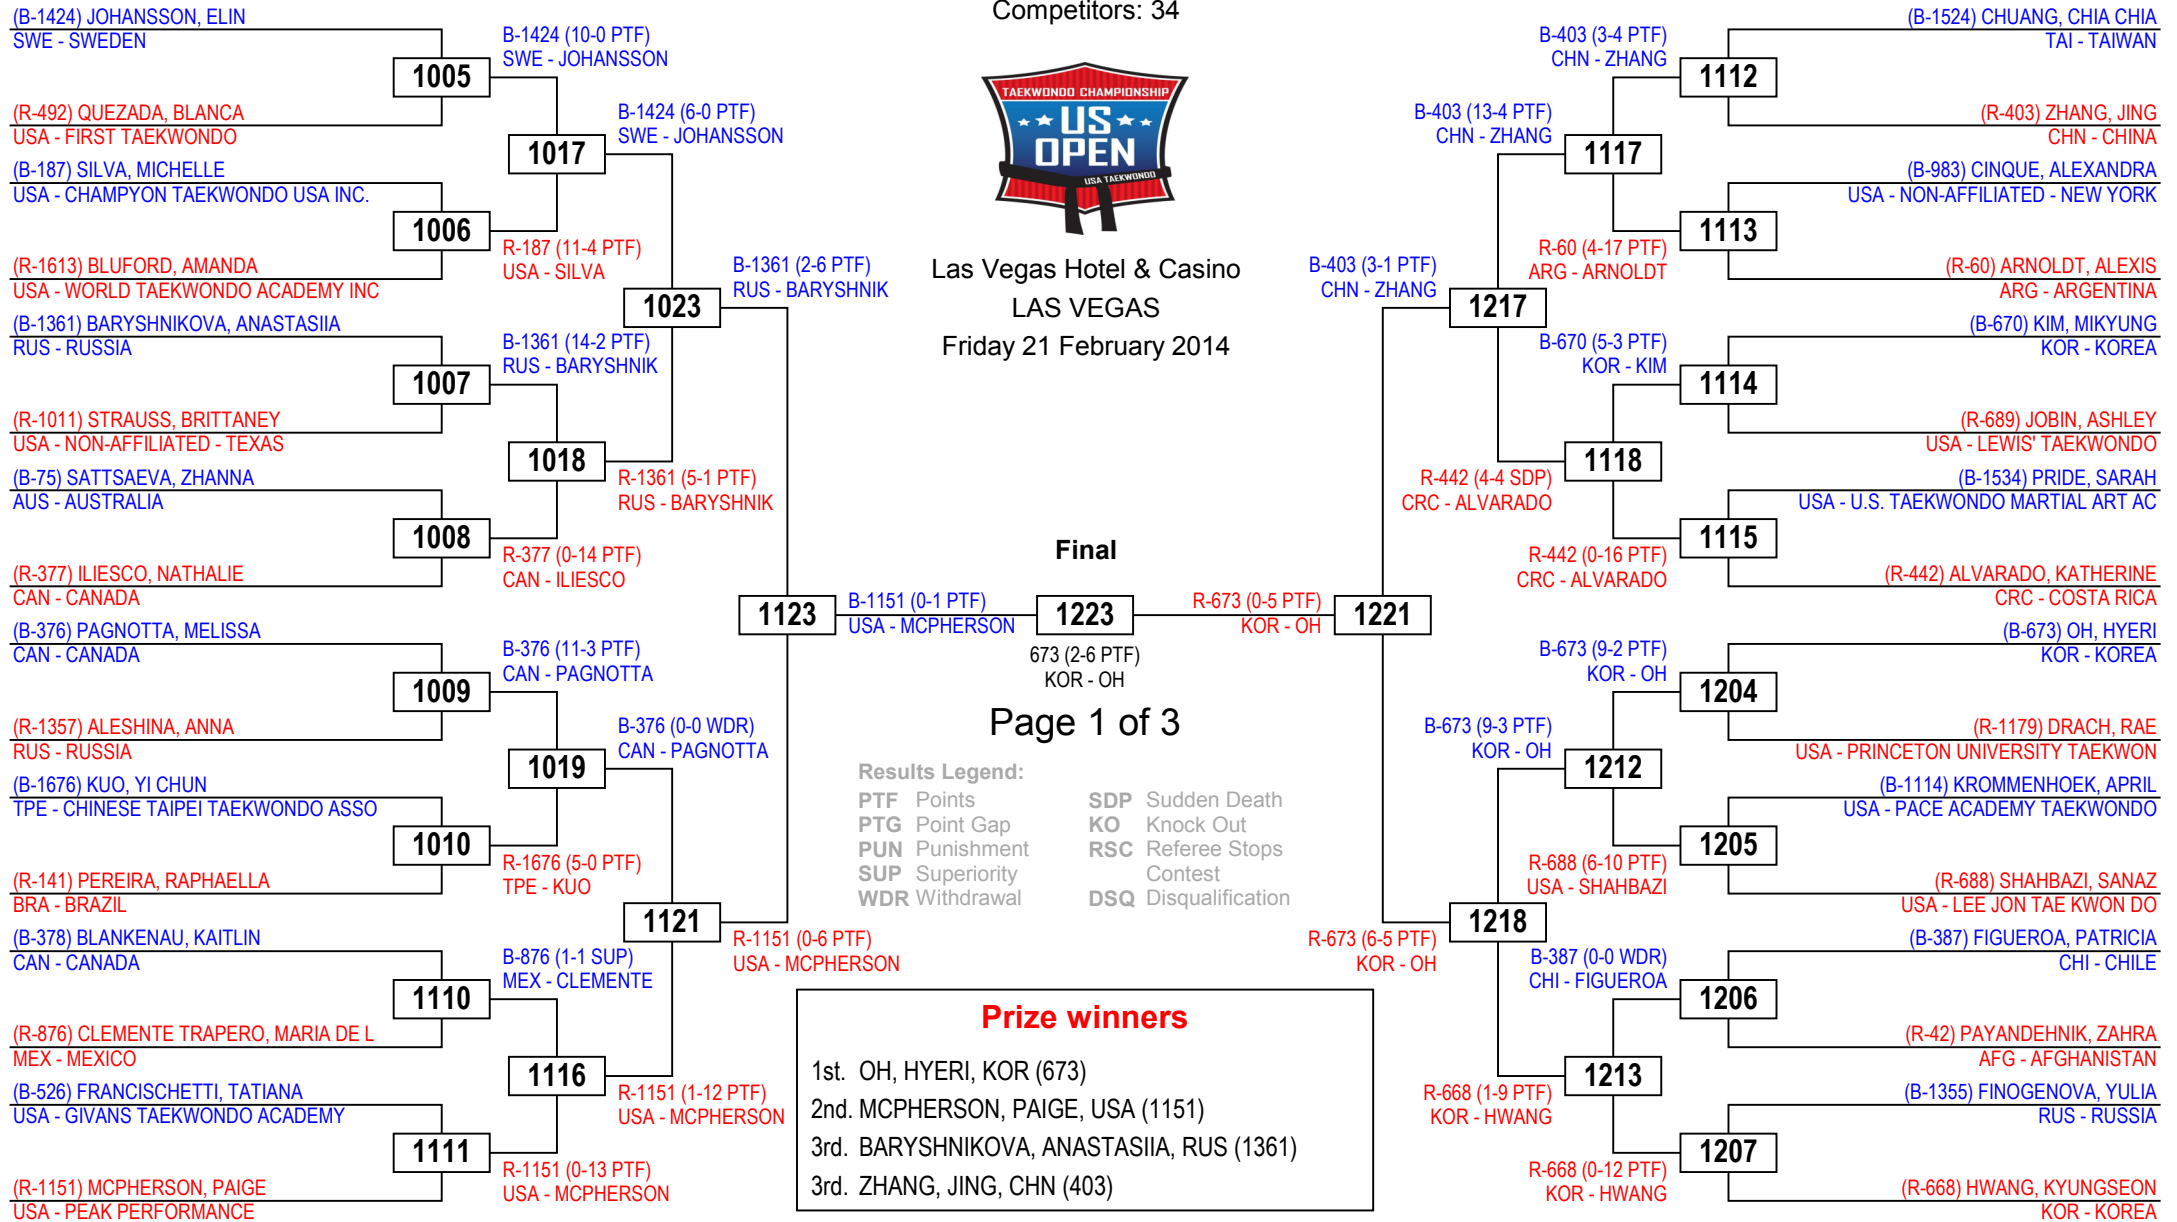 Competitors: 34
TAEKWONDO CHAMPIONSHIP
US
OPEN
USA TAEKWONDO
Las Vegas Hotel & Casino
LAS VEGAS
Friday 21 February 2014
(B-1424) JOHANSSON, ELIN
SWE - SWEDEN
1005
(R-492) QUEZADA, BLANCA
USA - FIRST TAEKWONDO
(B-187) SILVA, MICHELLE
USA - CHAMPYON TAEKWONDO USA INC.
1006
(R-1613) BLUFORD, AMANDA
USA - WORLD TAEKWONDO ACADEMY INC
(B-1361) BARYSHNIKOVA, ANASTASIIA
RUS - RUSSIA
1007
(R-1011) STRAUSS, BRITTANEY
USA - NON-AFFILIATED - TEXAS
(B-75) SATTSAEVA, ZHANNA
AUS - AUSTRALIA
1008
(R-377) ILIESCO, NATHALIE
CAN - CANADA
(B-376) PAGNOTTA, MELISSA
CAN - CANADA
1009
(R-1357) ALESHINA, ANNA
RUS - RUSSIA
(B-1676) KUO, YI CHUN
TPE - CHINESE TAIPEI TAEKWONDO ASSO
1010
(R-141) PEREIRA, RAPHAELLA
BRA - BRAZIL
(B-378) BLANKENAU, KAITLIN
CAN - CANADA
1110
(R-876) CLEMENTE TRAPERO, MARIA DE L
MEX - MEXICO
(B-526) FRANCISCHETTI, TATIANA
USA - GIVANS TAEKWONDO ACADEMY
1111
(R-1151) MCPHERSON, PAIGE
USA - PEAK PERFORMANCE
B-1424 (10-0 PTF)
SWE - JOHANSSON
1017
R-187 (11-4 PTF)
USA - SILVA
B-1361 (14-2 PTF)
RUS - BARYSHNIK
1018
R-377 (0-14 PTF)
CAN - ILIESCO
B-376 (11-3 PTF)
CAN - PAGNOTTA
1019
R-1676 (5-0 PTF)
TPE - KUO
B-876 (1-1 SUP)
MEX - CLEMENTE
1116
R-1151 (0-13 PTF)
USA - MCPHERSON
B-1424 (6-0 PTF)
SWE - JOHANSSON
1023
R-1361 (5-1 PTF)
RUS - BARYSHNIK
B-376 (0-0 WDR)
CAN - PAGNOTTA
1121
R-1151 (1-12 PTF)
USA - MCPHERSON
B-1361 (2-6 PTF)
RUS - BARYSHNIK
1123
R-1151 (0-6 PTF)
USA - MCPHERSON
B-1151 (0-1 PTF)
USA - MCPHERSON
Final
1223
673 (2-6 PTF)
KOR - OH
R-673 (0-5 PTF)
KOR - OH
1221
B-403 (3-1 PTF)
CHN - ZHANG
R-673 (6-5 PTF)
KOR - OH
B-403 (13-4 PTF)
CHN - ZHANG
1217
R-442 (4-4 SDP)
CRC - ALVARADO
B-673 (9-3 PTF)
KOR - OH
1218
R-668 (1-9 PTF)
KOR - HWANG
B-403 (3-4 PTF)
CHN - ZHANG
1117
R-60 (4-17 PTF)
ARG - ARNOLDT
B-670 (5-3 PTF)
KOR - KIM
1118
R-442 (0-16 PTF)
CRC - ALVARADO
B-673 (9-2 PTF)
KOR - OH
1212
R-688 (6-10 PTF)
USA - SHAHBAZI
B-387 (0-0 WDR)
CHI - FIGUEROA
1213
R-668 (0-12 PTF)
KOR - HWANG
(B-1524) CHUANG, CHIA CHIA
TAI - TAIWAN
1112
(R-403) ZHANG, JING
CHN - CHINA
(B-983) CINQUE, ALEXANDRA
USA - NON-AFFILIATED - NEW YORK
1113
(R-60) ARNOLDT, ALEXIS
ARG - ARGENTINA
(B-670) KIM, MIKYUNG
KOR - KOREA
1114
(R-689) JOBIN, ASHLEY
USA - LEWIS' TAEKWONDO
(B-1534) PRIDE, SARAH
USA - U.S. TAEKWONDO MARTIAL ART AC
1115
(R-442) ALVARADO, KATHERINE
CRC - COSTA RICA
(B-673) OH, HYERI
KOR - KOREA
1204
(R-1179) DRACH, RAE
USA - PRINCETON UNIVERSITY TAEKWON
(B-1114) KROMMENHOEK, APRIL
USA - PACE ACADEMY TAEKWONDO
1205
(R-688) SHAHBAZI, SANAZ
USA - LEE JON TAE KWON DO
(B-387) FIGUEROA, PATRICIA
CHI - CHILE
1206
(R-42) PAYANDEHNIK, ZAHRA
AFG - AFGHANISTAN
(B-1355) FINOGENOVA, YULIA
RUS - RUSSIA
1207
(R-668) HWANG, KYUNGSEON
KOR - KOREA
Page 1 of 3
Results Legend:
PTF Points SDP Sudden Death
PTG Point Gap KO Knock Out
PUN Punishment RSC Referee Stops
SUP Superiority Contest
WDR Withdrawal DSQ Disqualification
Prize winners
1st. OH, HYERI, KOR (673)
2nd. MCPHERSON, PAIGE, USA (1151)
3rd. BARYSHNIKOVA, ANASTASIIA, RUS (1361)
3rd. ZHANG, JING, CHN (403)